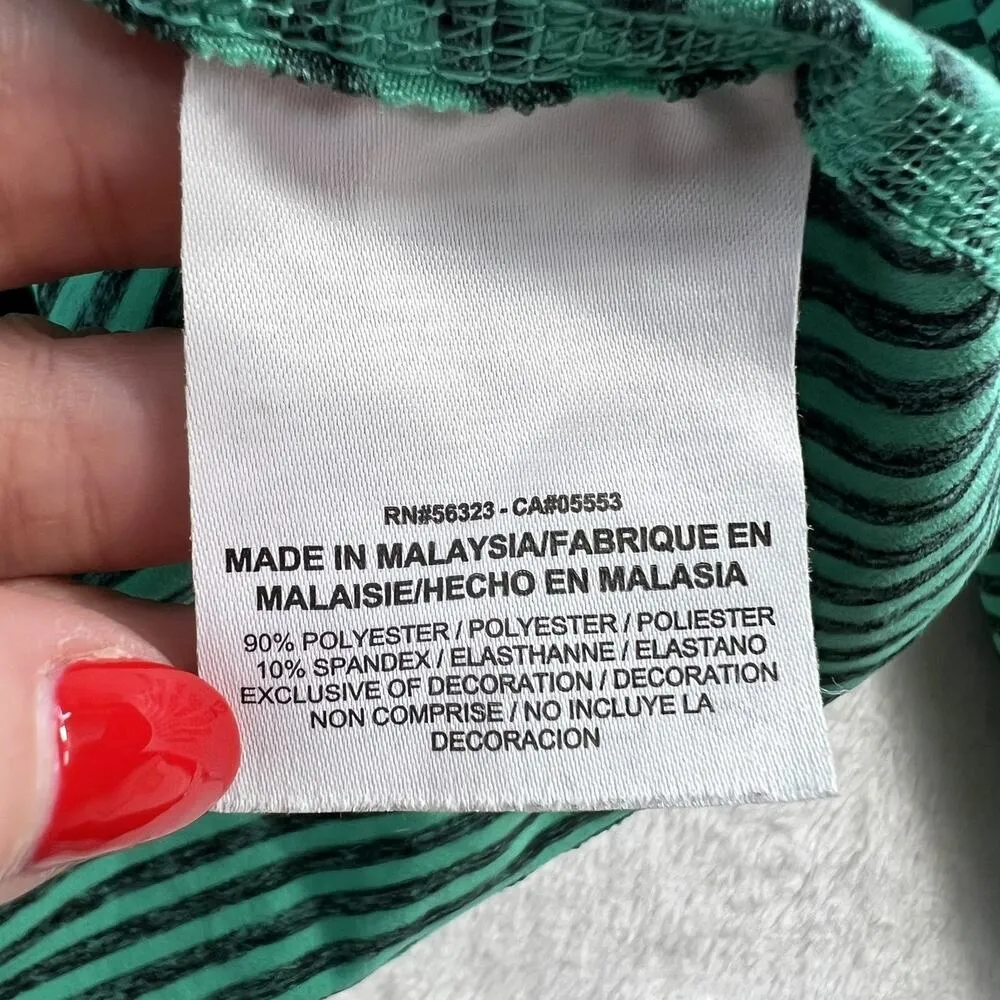 RN#56323 - CA#05553
MADE IN MALAYSIA/FABRIQUE EN
MALAISIE/HECHO EN MALASIA
90% POLYESTER / POLYESTER / POLIESTER
10% SPANDEX / ELASTHANNE / ELASTANO
EXCLUSIVE OF DECORATION / DECORATION
NON COMPRISE / NO INCLUYE LA
DECORACION